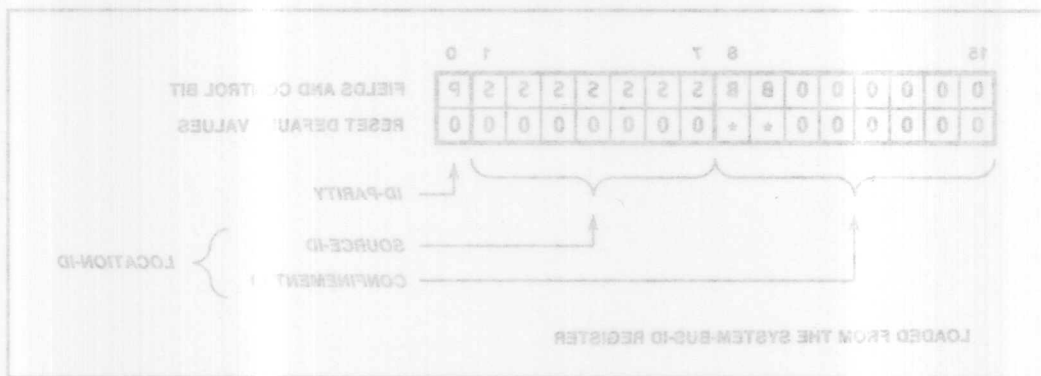 15 8 7 1 0
0 0 0 0 0 0 B B S S S S S S S P FIELDS AND CONTROL BIT
0 0 0 0 0 0 * * 0 0 0 0 0 0 0 0 RESET DEFAULT VALUES
ID-PARITY
SOURCE-ID
CONFINEMENT
LOCATION-ID
LOADED FROM THE SYSTEM-BUS-ID REGISTER